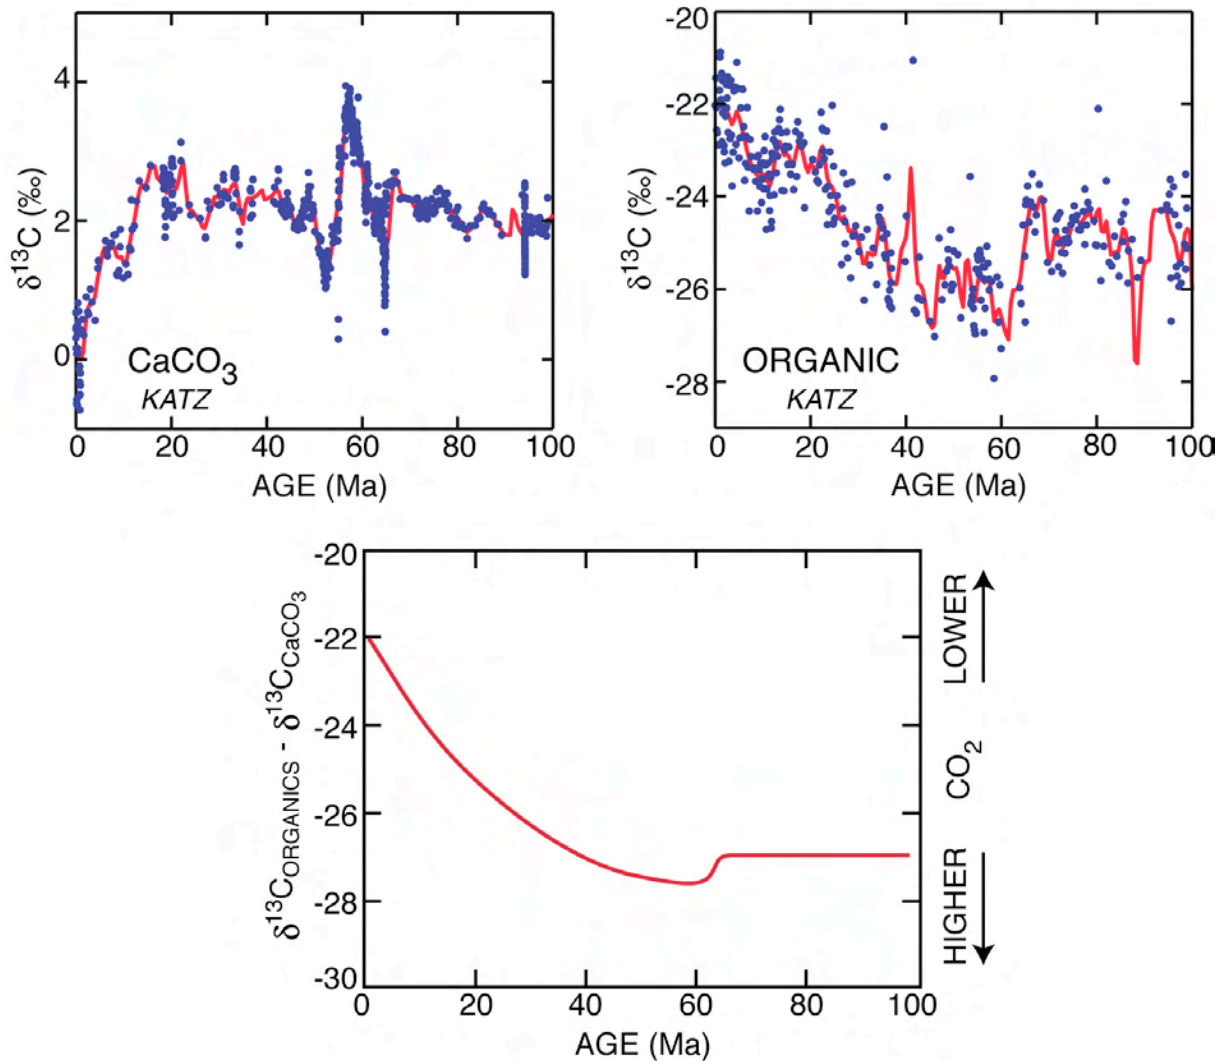 4
2
0
δ13C (‰)
CaCO3
KATZ
0 20 40 60 80 100
AGE (Ma)
-20
-22
-24
-26
-28
δ13C (‰)
ORGANIC
KATZ
0 20 40 60 80 100
AGE (Ma)
-20
-22
-24
-26
-28
-30
δ13CORGANICS - δ13CCaCO3
0 20 40 60 80 100
AGE (Ma)
LOWER
CO2
HIGHER